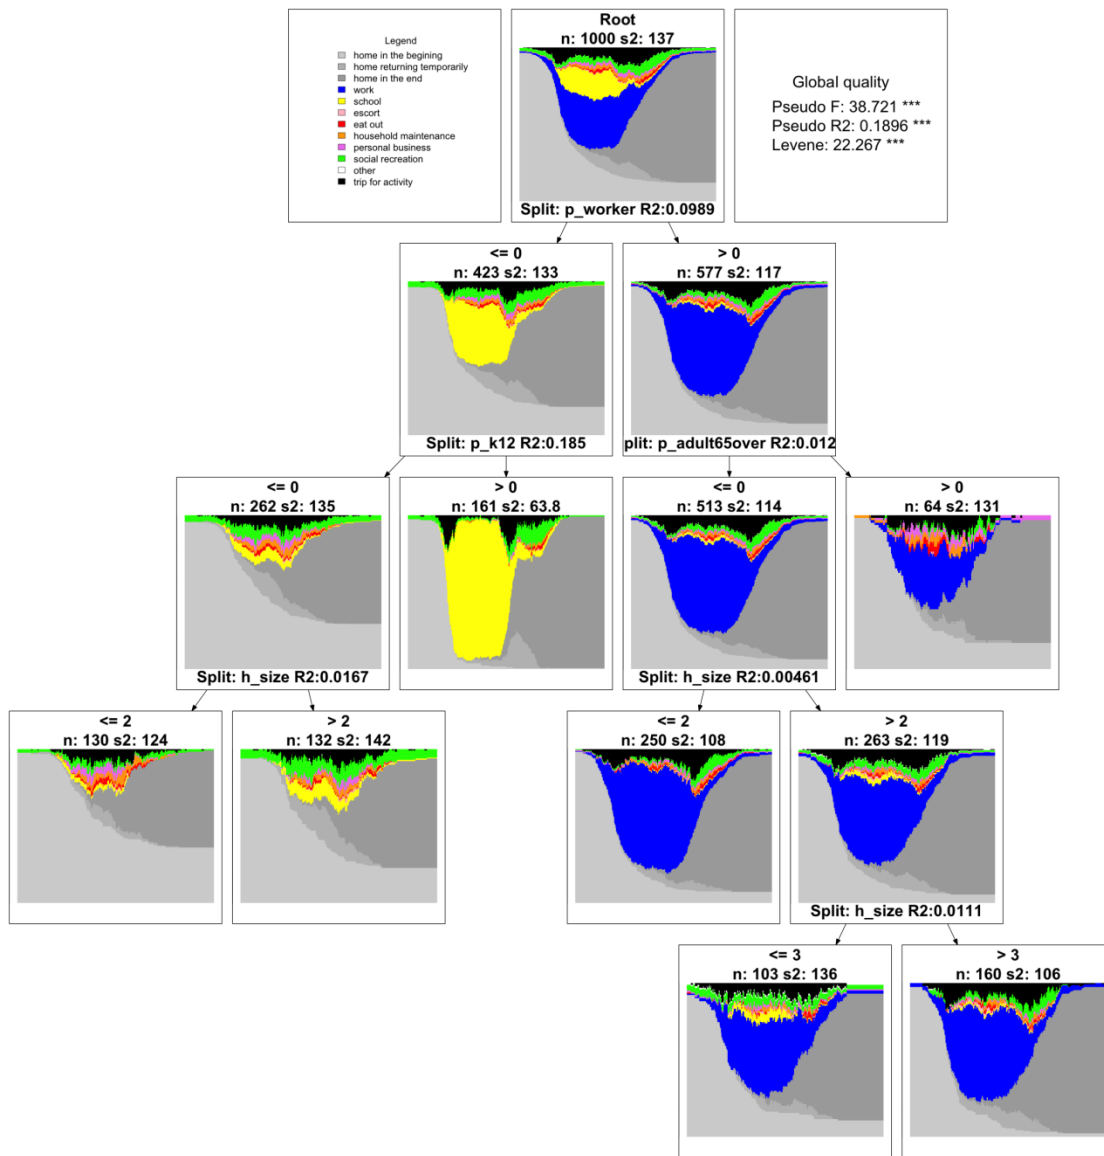 Legend
home in the begining
home returning temporarily
home in the end
work
school
escort
eat out
household maintenance
personal business
social recreation
other
trip for activity
Root
n: 1000 s2: 137
Split: p_worker R2:0.0989
Global quality
Pseudo F: 38.721 ***
Pseudo R2: 0.1896 ***
Levene: 22.267 ***
<= 0
n: 423 s2: 133
Split: p_k12 R2:0.185
> 0
n: 577 s2: 117
plit: p_adult65over R2:0.012
<= 0
n: 262 s2: 135
Split: h_size R2:0.0167
> 0
n: 161 s2: 63.8
<= 0
n: 513 s2: 114
Split: h_size R2:0.00461
> 0
n: 64 s2: 131
<= 2
n: 130 s2: 124
> 2
n: 132 s2: 142
<= 2
n: 250 s2: 108
> 2
n: 263 s2: 119
Split: h_size R2:0.0111
<= 3
n: 103 s2: 136
> 3
n: 160 s2: 106